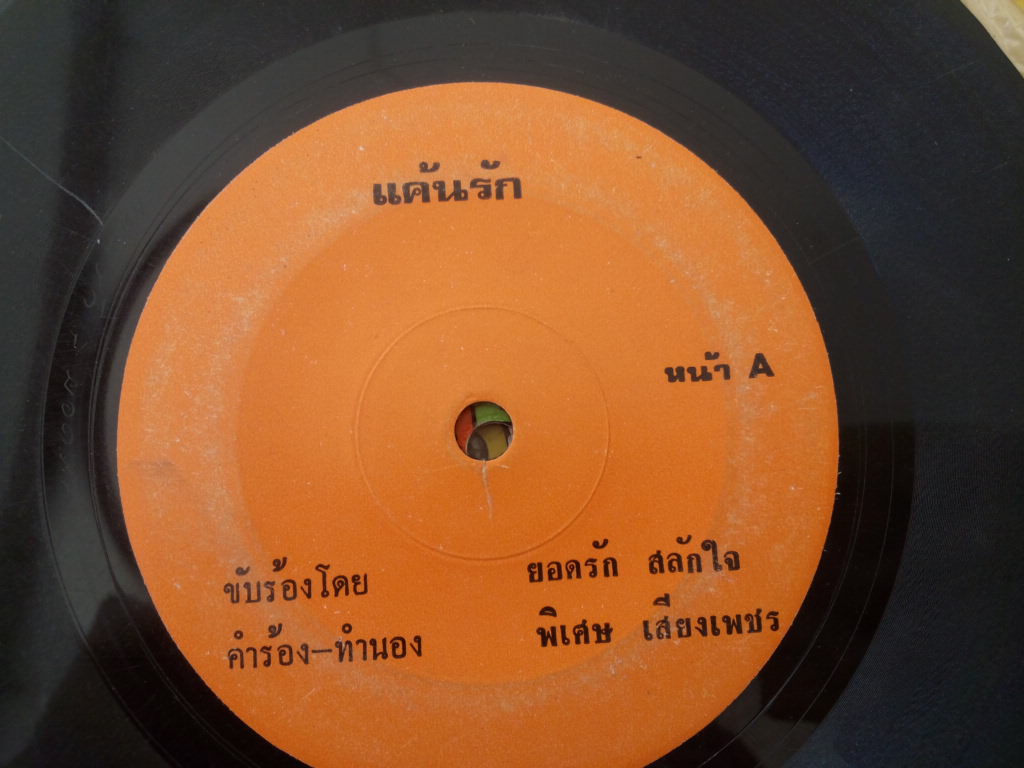 แค้นรัก
หน้า A
ขับร้องโดย ยอดรัก สลักใจ
คำร้อง-ทำนอง พิเศษ เสียงเพชร